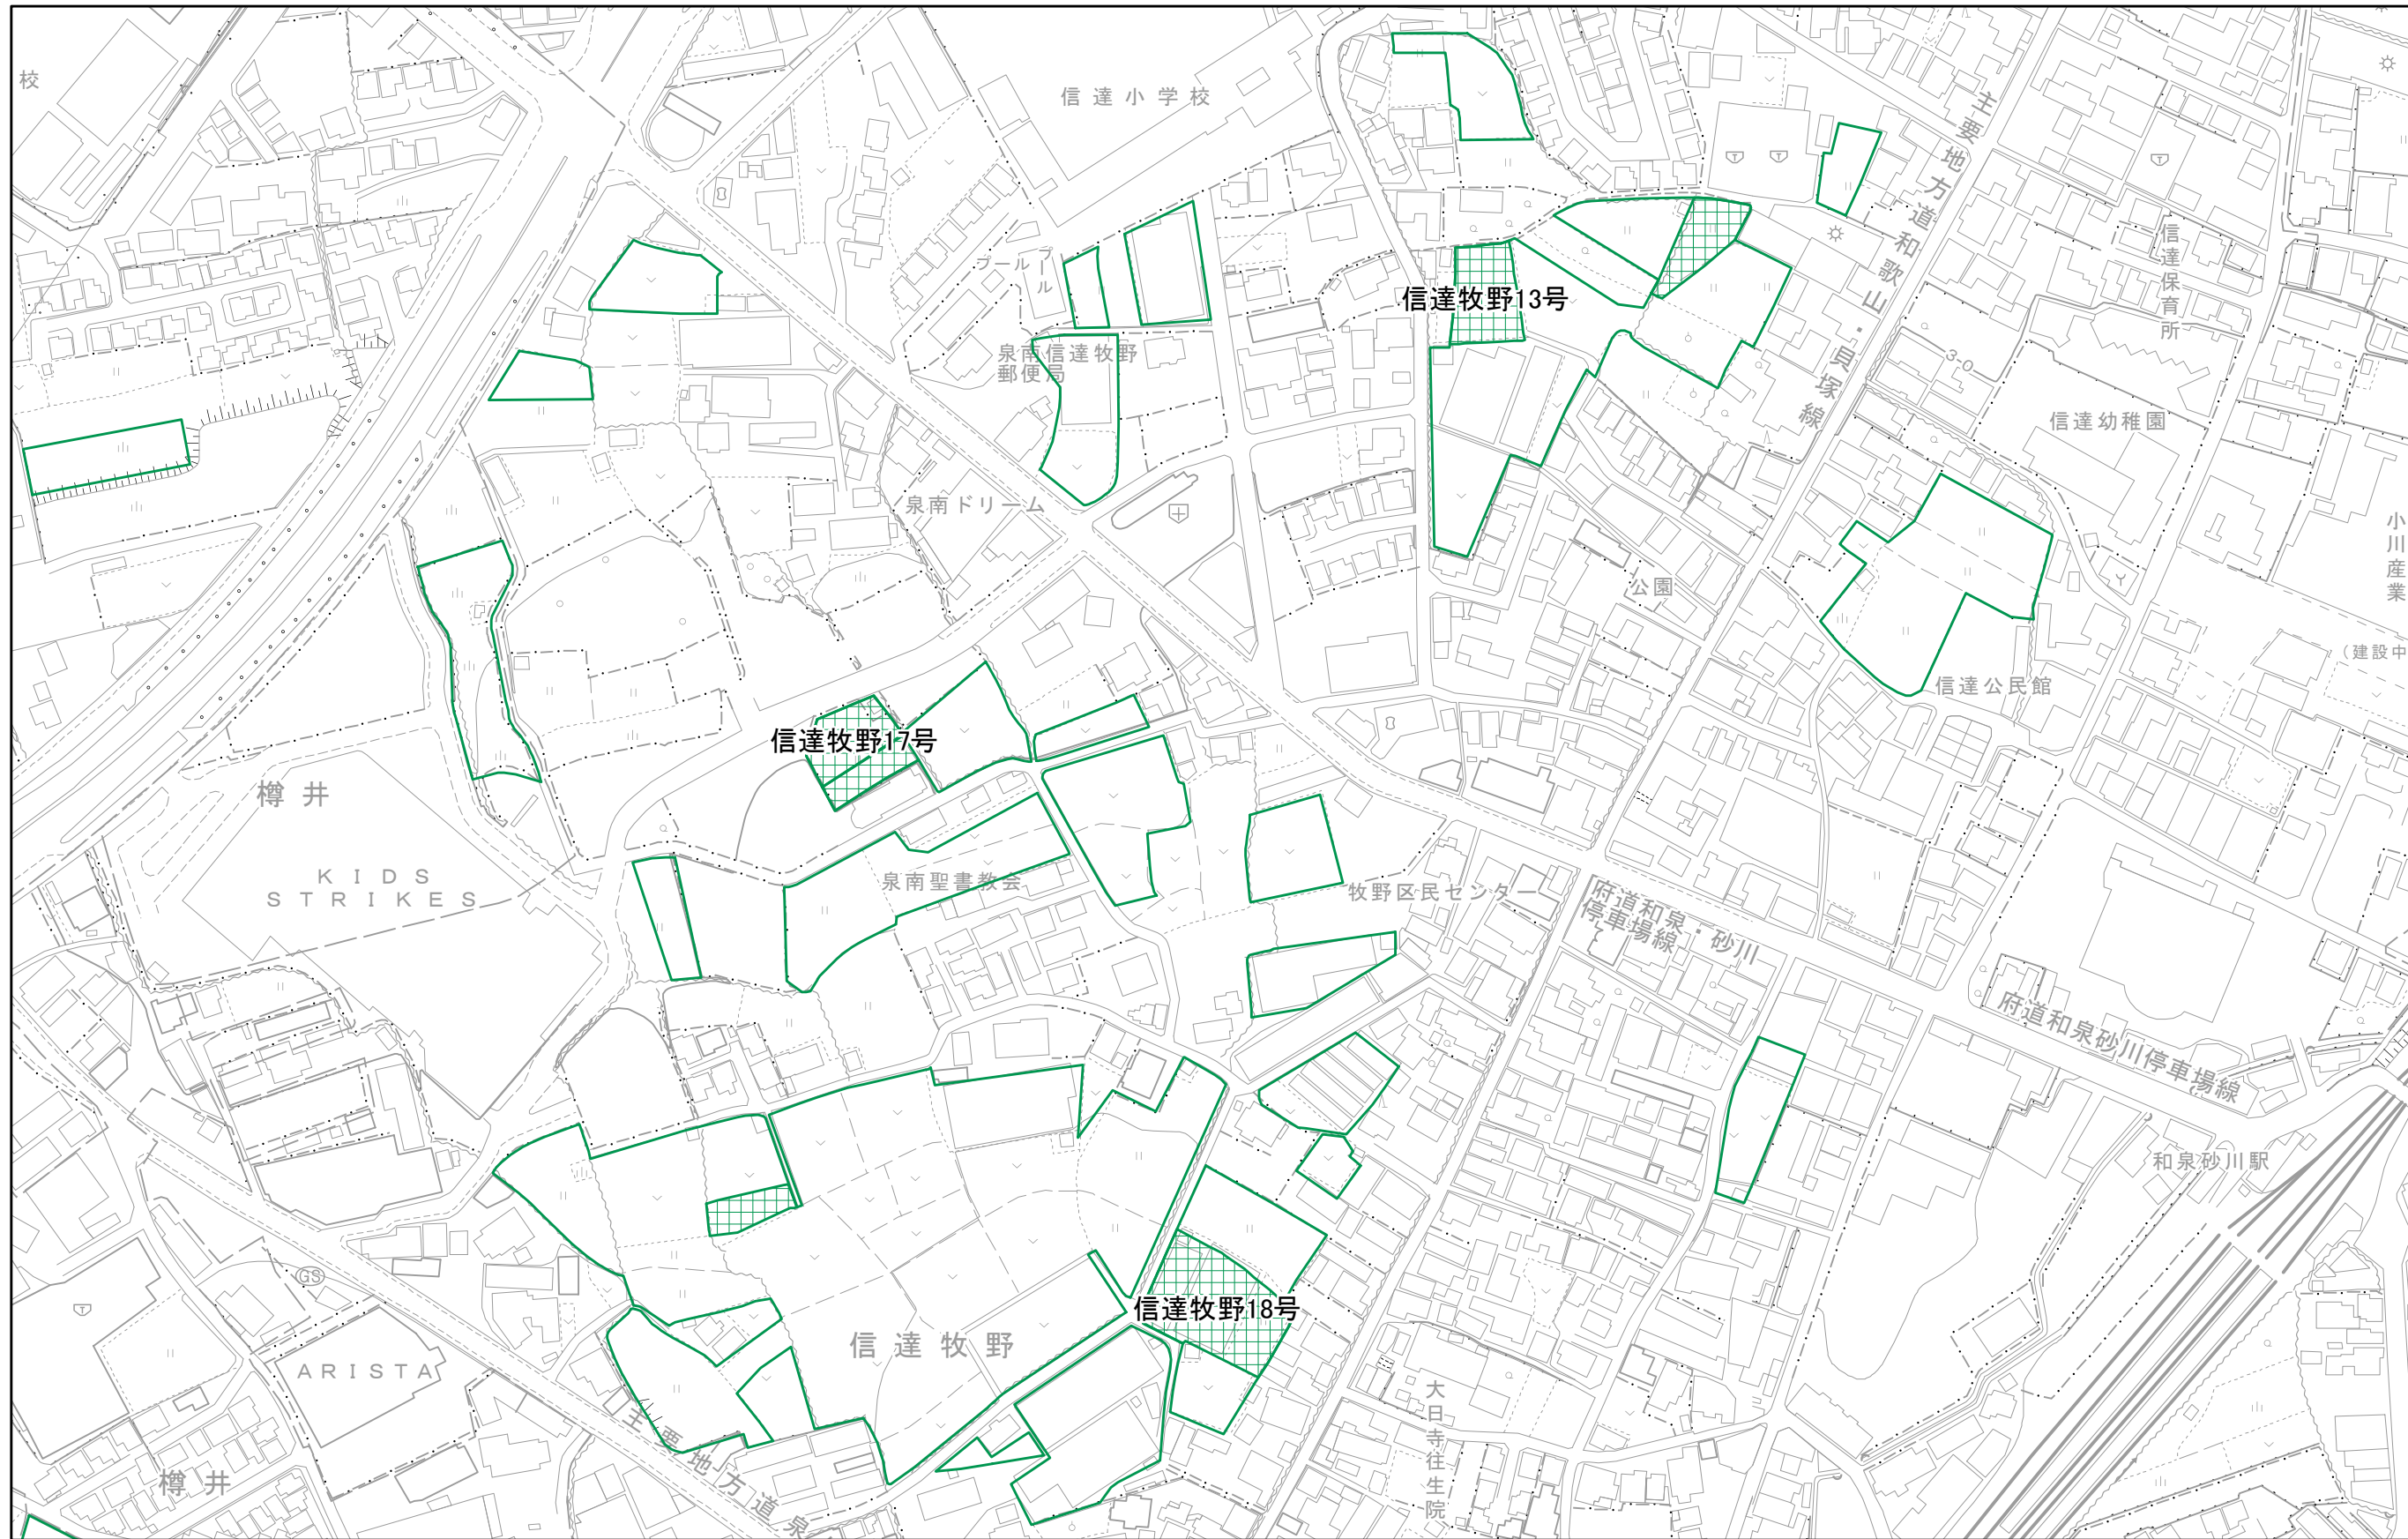 校
信達小学校
主要地方道和歌山・貝塚線
信達保育所
プール
プール
信達牧野13号
泉南信達牧野
郵便局
3-0
信達幼稚園
泉南ドリーム
小川産業
公園
(建設中
信達公民館
信達牧野17号
樽井
KIDS
STRIKES
泉南聖書教会
牧野区民センター
府道和泉・砂川
停車場線
府道和泉砂川停車場線
和泉砂川駅
GS
信達牧野18号
信達牧野
ARISTA
大日寺往生院
主要地方道泉
樽井